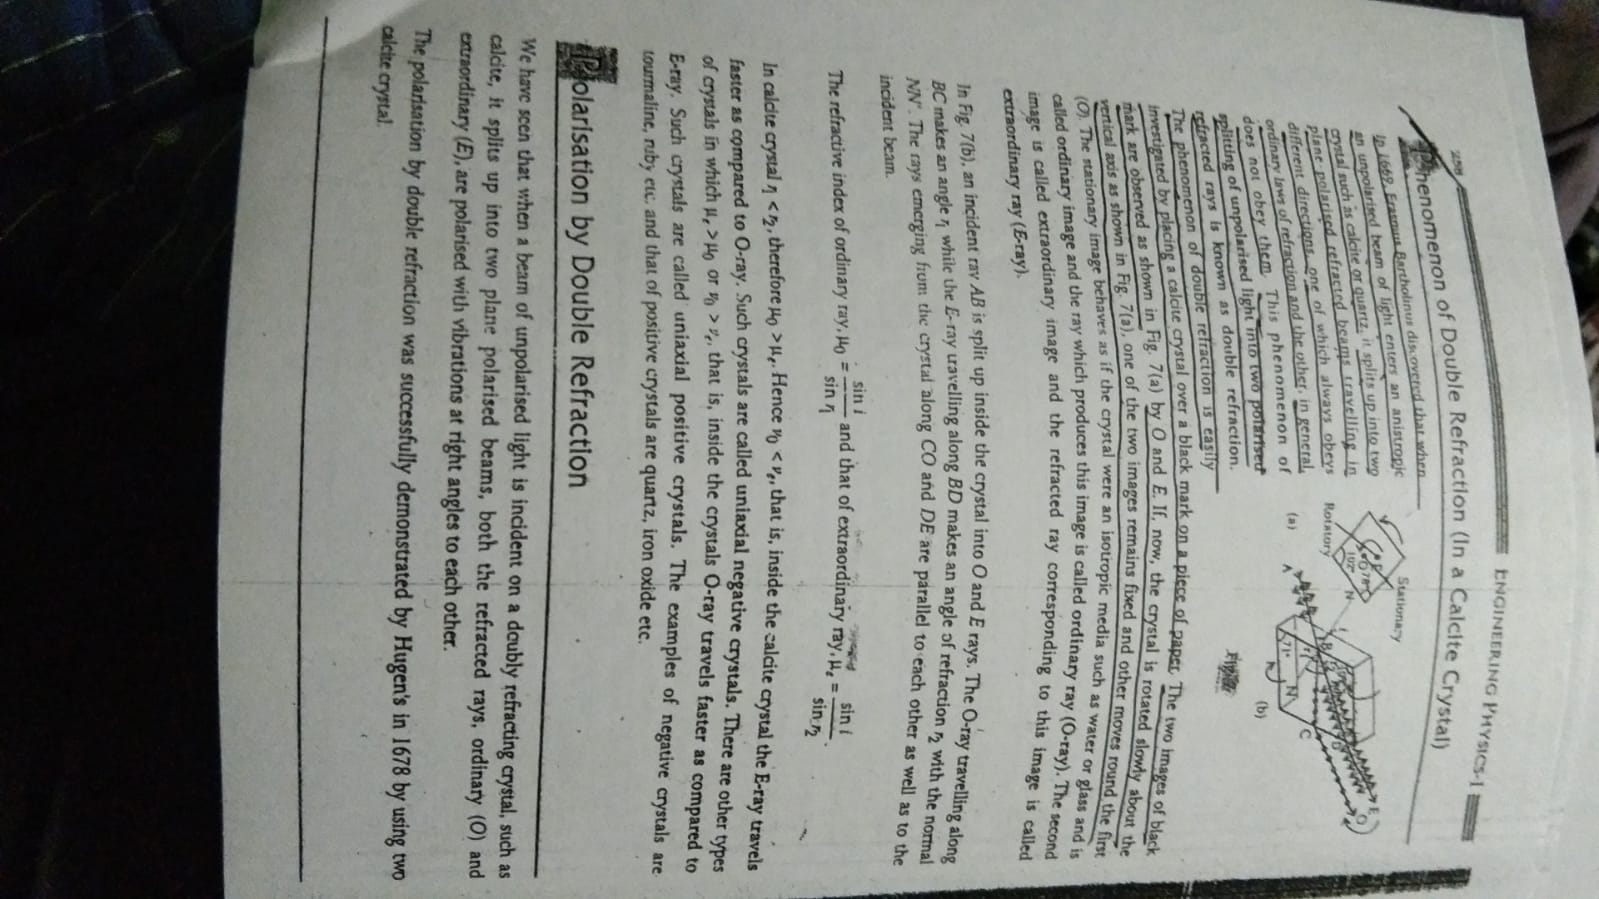 ENGINEERING PHYSICS-I
Phenomenon of Double Refraction (In a Calcite Crystal)
In 1669, Erasmus Bartholinus discovered that when
an unpolarised beam of light enters an anistropic
crystal such as calcite or quartz, it splits up into two
plane polarised refracted beams travelling in
different directions, one of which always obeys
ordinary laws of refraction and the other, in general,
does not obey them. This phenomenon of
splitting of unpolarised light into two polarised
refracted rays is known as double refraction.
Stationary
Rotatory
E
O
78°
102°
N
(a)
A
B
71°
N
C
E
O
(b)
The phenomenon of double refraction is easily
investigated by placing a calcite crystal over a black mark on a piece of paper. The two images of black
mark are observed as shown in Fig. 7(a) by O and E. If, now, the crystal is rotated slowly about the
vertical axis as shown in Fig. 7(a), one of the two images remains fixed and other moves round the first
(O). The stationary image behaves as if the crystal were an isotropic media such as water or glass and is
called ordinary image and the ray which produces this image is called ordinary ray (O-ray). The second
image is called extraordinary image and the refracted ray corresponding to this image is called
extraordinary ray (E-ray).
In Fig. 7(b), an incident ray AB is split up inside the crystal into O and E rays. The O-ray travelling along
BC makes an angle r₁ while the E-ray travelling along BD makes an angle of refraction r₂ with the normal
NN'. The rays emerging from the crystal along CO and DE are parallel to each other as well as to the
incident beam.
The refractive index of ordinary ray, μ₀ = sin i / sin r₁ and that of extraordinary ray, μₑ = sin i / sin r₂.
In calcite crystal r₁ < r₂, therefore μ₀ > μₑ. Hence v₀ < vₑ, that is, inside the calcite crystal the E-ray travels
faster as compared to O-ray. Such crystals are called uniaxial negative crystals. There are other types
of crystals in which μₑ > μ₀ or v₀ > vₑ, that is, inside the crystals O-ray travels faster as compared to
E-ray. Such crystals are called uniaxial positive crystals. The examples of negative crystals are
tourmaline, ruby etc. and that of positive crystals are quartz, iron oxide etc.
Polarisation by Double Refraction
We have seen that when a beam of unpolarised light is incident on a doubly refracting crystal, such as
calcite, it splits up into two plane polarised beams, both the refracted rays, ordinary (O) and
extraordinary (E), are polarised with vibrations at right angles to each other.
The polarisation by double refraction was successfully demonstrated by Hugen's in 1678 by using two
calcite crystal.